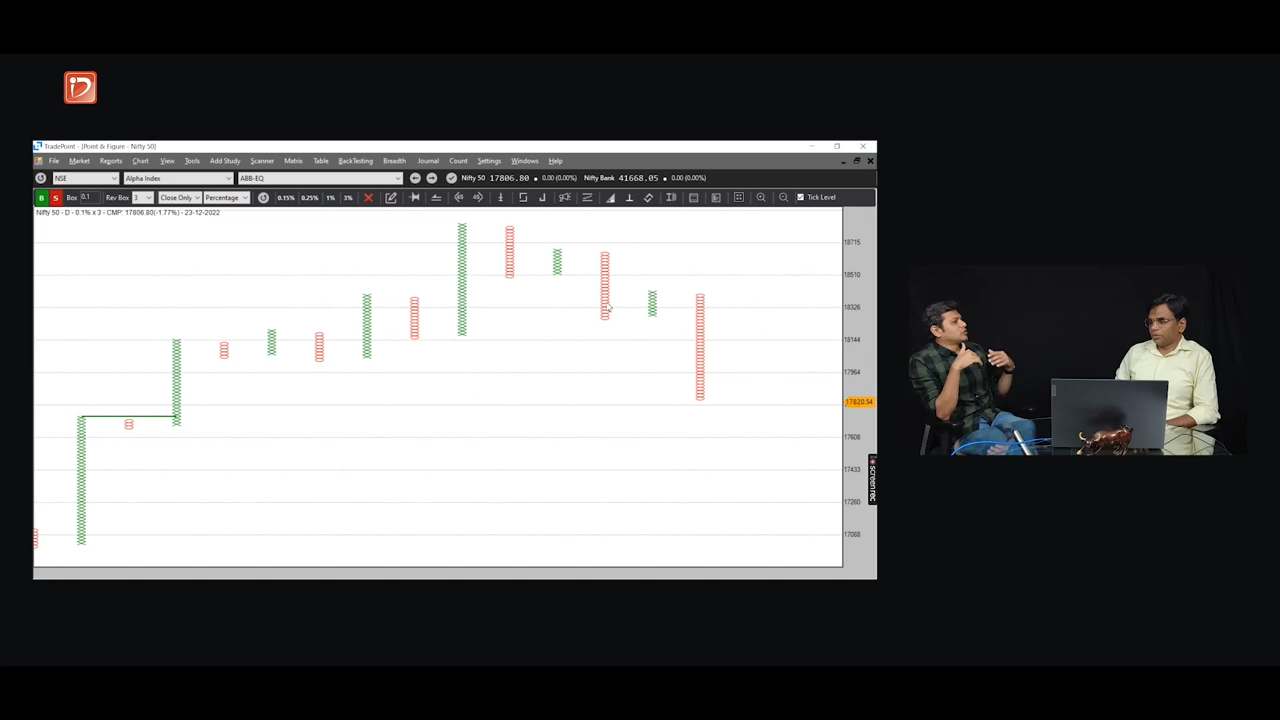 iD
TradePoint - [Point & Figure - Nifty 50]
File Market Reports Chart View Tools Add Study Scanner Matrix Table BackTesting Breadth Journal Count Settings Windows Help
NSE Alpha Index ABB-EQ Nifty 50 17806.80 0.00 (0.00%) Nifty Bank 41668.05 0.00 (0.00%)
B S Box 0.1 Rev Box 3 Close Only Percentage 0.15% 0.25% 1% 3% Tick Level
Nifty 50 - D - 0.1% x 3 - CMP: 17806.80(-1.77%) - 23-12-2022
18715
18510
18326
18144
17964
17820.54
17608
17433
17260
17088
screenrec